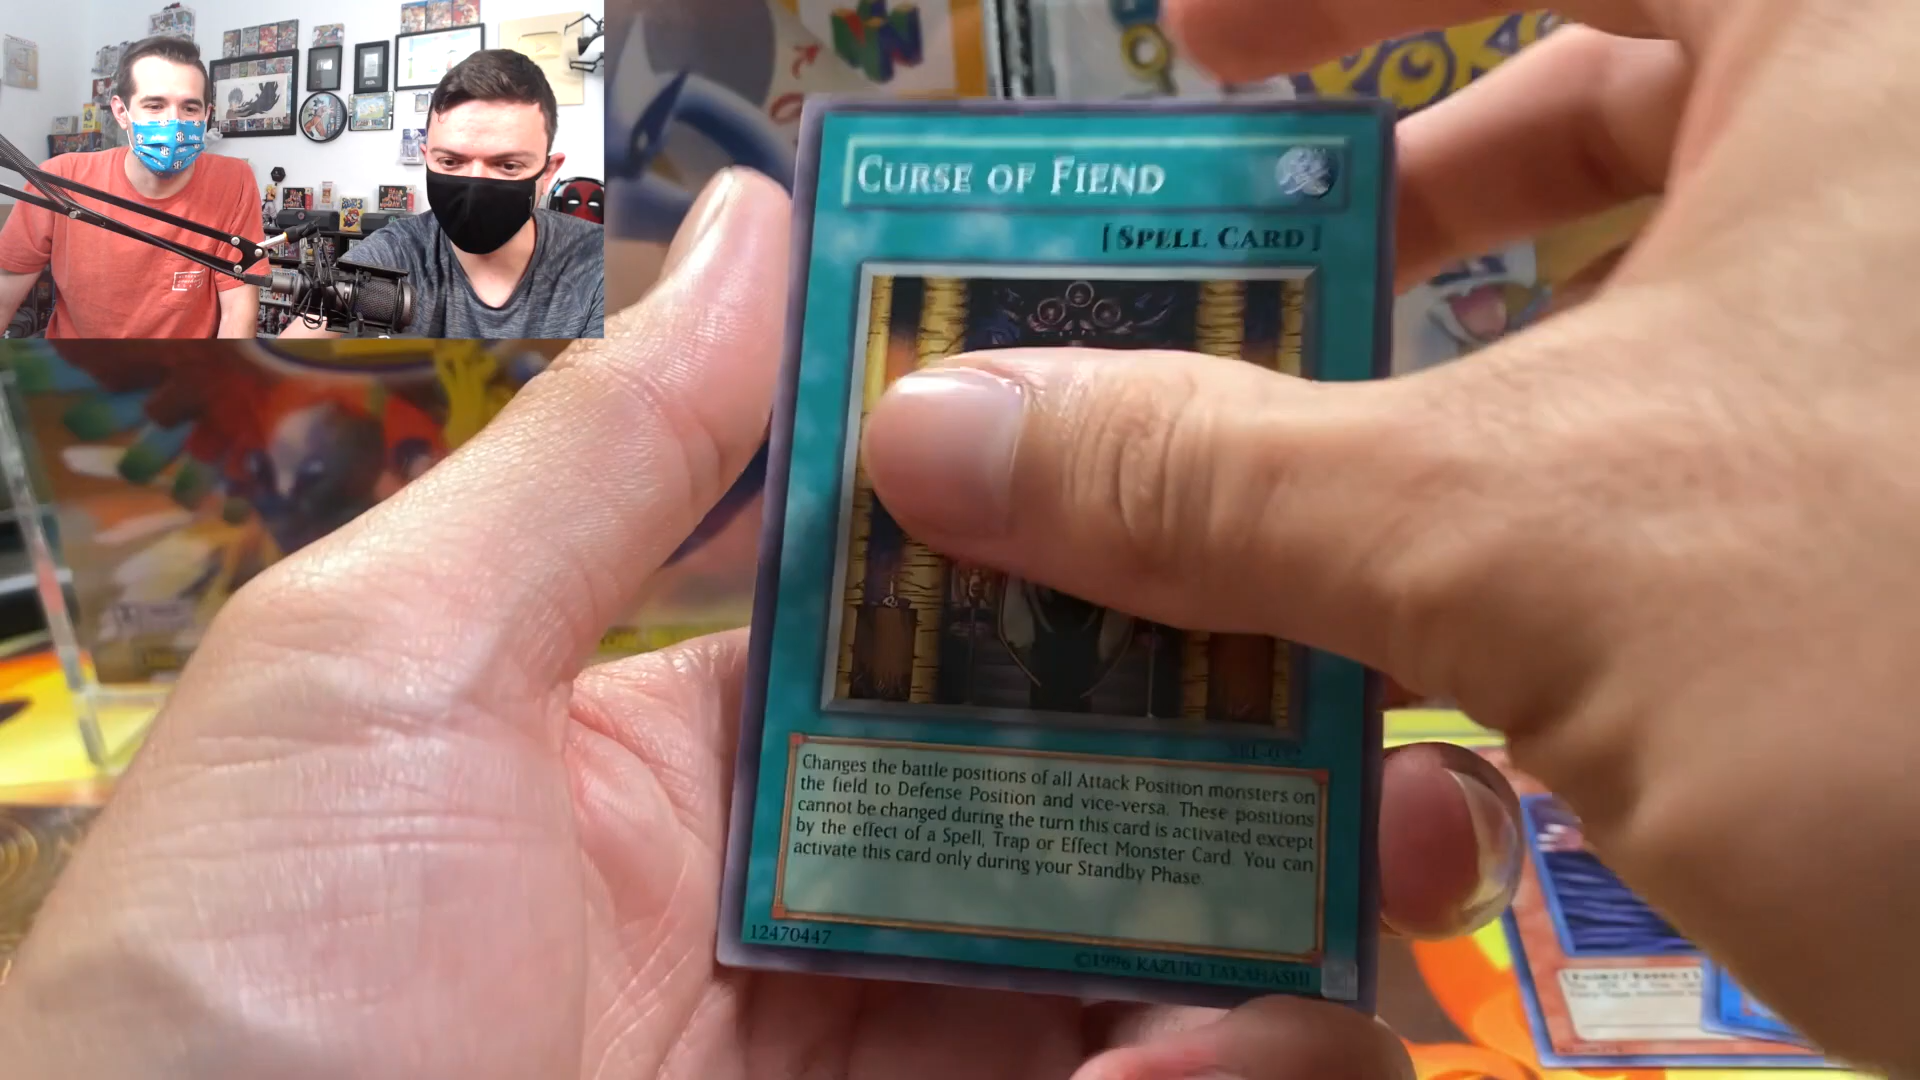 CURSE OF FIEND
[SPELL CARD]
Changes the battle positions of all Attack Position monsters on
the field to Defense Position and vice-versa. These positions
cannot be changed during the turn this card is activated except
by the effect of a Spell, Trap or Effect Monster Card. You can
activate this card only during your Standby Phase.
12470447
©1996 KAZUKI TAKAHASHI